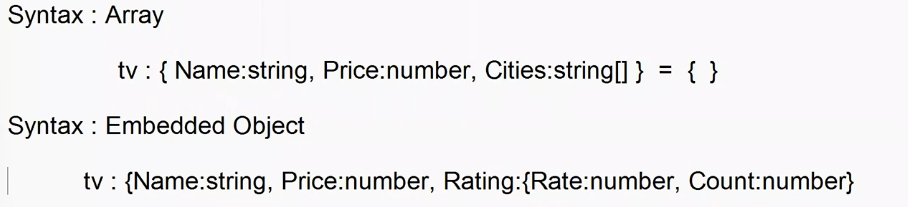 Syntax : Array
tv : { Name:string, Price:number, Cities:string[] }  =  {  }
Syntax : Embedded Object
tv : {Name:string, Price:number, Rating:{Rate:number, Count:number}